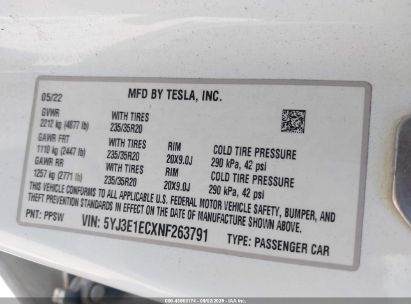 MFD BY TESLA, INC.
05/22
GVWR
2212 kg (4877 lb)
WITH TIRES
235/35R20
GAWR FRT
1110 kg (2447 lb)
WITH TIRES
235/35R20
RIM
20X9.0J
COLD TIRE PRESSURE
290 kPa, 42 psi
GAWR RR
1257 kg (2771 lb)
WITH TIRES
235/35R20
RIM
20X9.0J
COLD TIRE PRESSURE
290 kPa, 42 psi
THIS VEHICLE CONFORMS TO ALL APPLICABLE U.S. FEDERAL MOTOR VEHICLE SAFETY, BUMPER, AND
THEFT PREVENTION STANDARDS IN EFFECT ON THE DATE OF MANUFACTURE SHOWN ABOVE.
PNT: PPSW VIN: 5YJ3E1ECXNF263791 TYPE: PASSENGER CAR